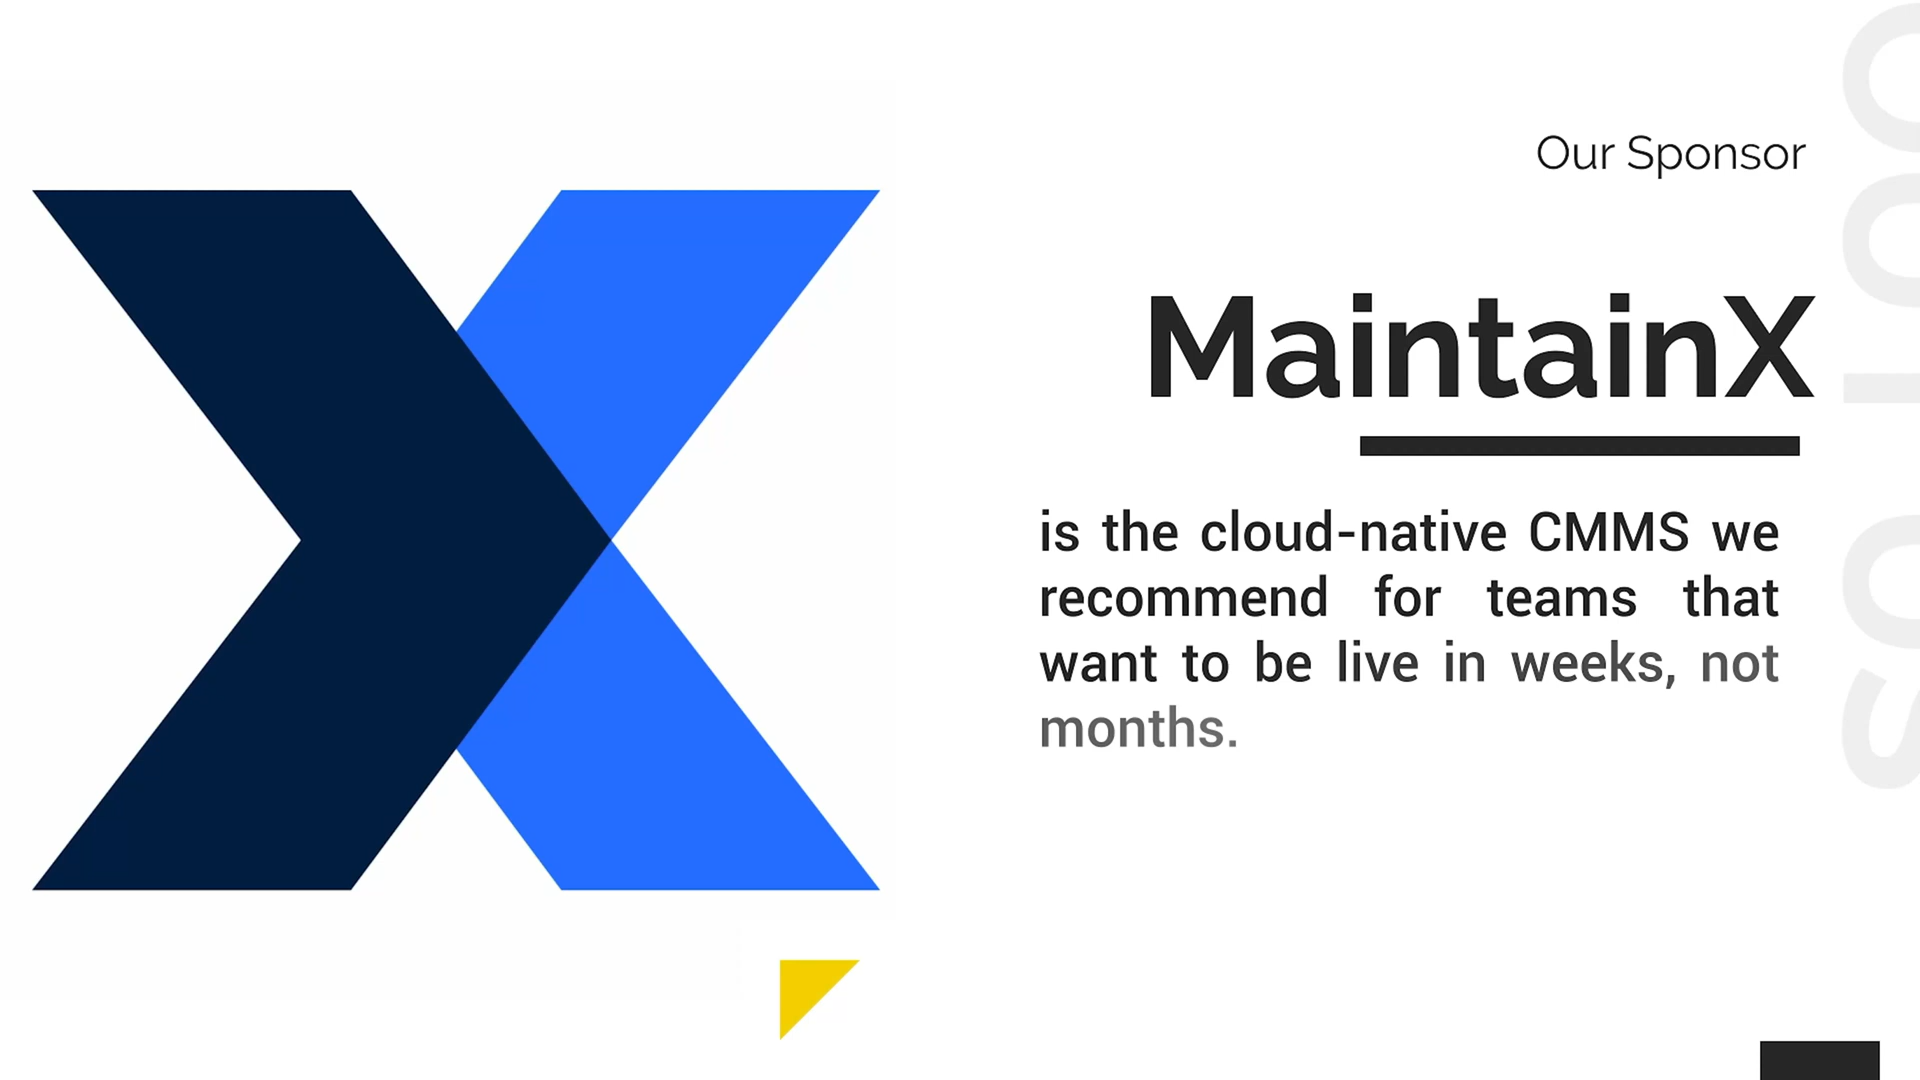 Our Sponsor
MaintainX
is the cloud-native CMMS we
recommend for teams that
want to be live in weeks, not
months.